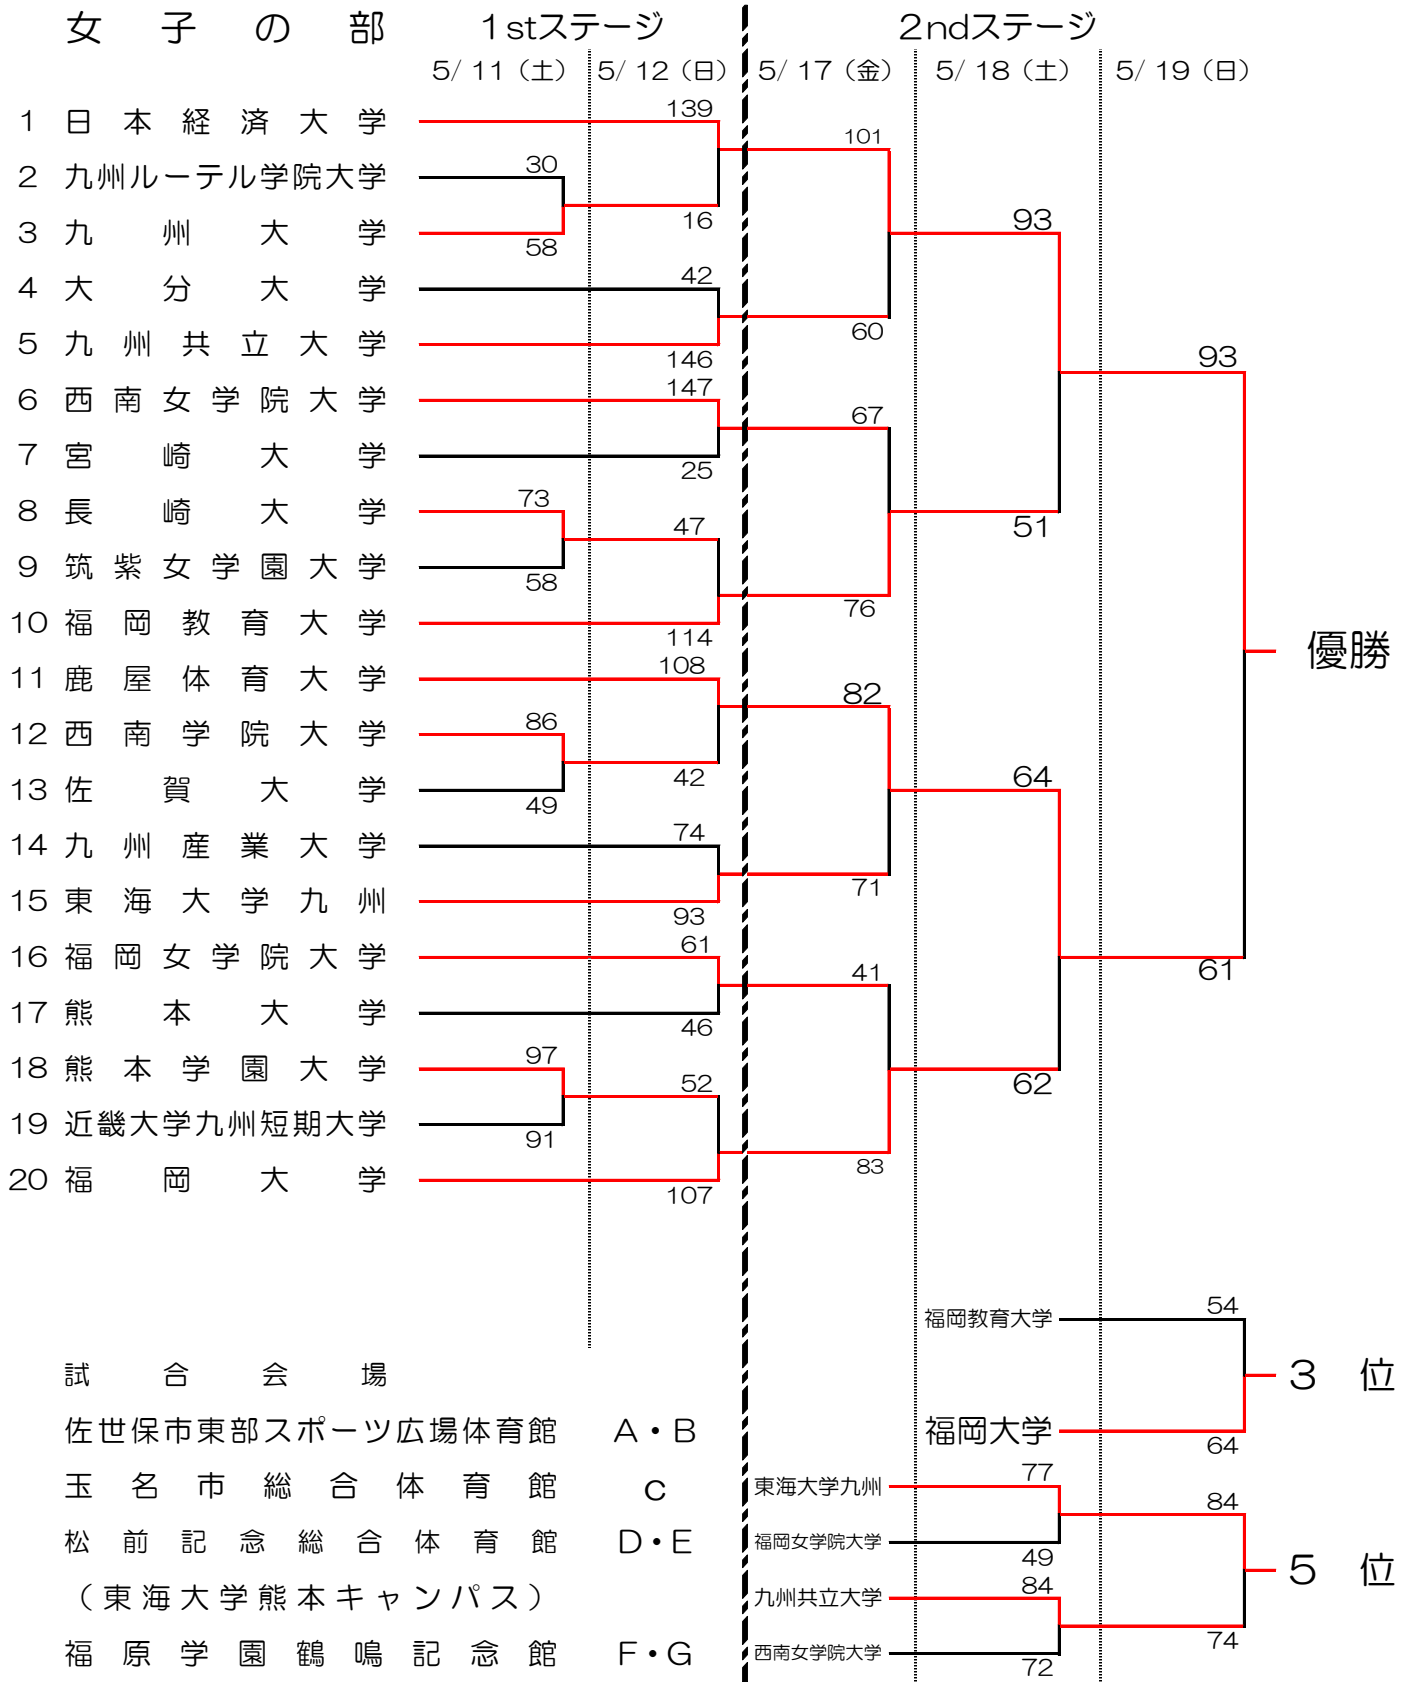 女子の部 1stステージ 2ndステージ
5/11（土） 5/12（日） 5/17（金） 5/18（土） 5/19（日）
1 日本経済大学 139
101
2 九州ルーテル学院大学 30
16
3 九州大学 58
93
4 大分大学 42
60
5 九州共立大学 146
93
6 西南女学院大学 147
67
7 宮崎大学 25
8 長崎大学 73
47
51
9 筑紫女学園大学 58
76
10 福岡教育大学 114
優勝
11 鹿屋体育大学 108
82
12 西南学院大学 86
42
64
13 佐賀大学 49
14 九州産業大学 74
71
15 東海大学九州 93
16 福岡女学院大学 61
41
61
17 熊本大学 46
18 熊本学園大学 97
52
62
19 近畿大学九州短期大学 91
83
20 福岡大学 107
福岡教育大学 54
3位
福岡大学 64
東海大学九州 77
84
福岡女学院大学 49
5位
九州共立大学 84
74
西南女学院大学 72
試合会場
佐世保市東部スポーツ広場体育館 A・B
玉名市総合体育館 c
松前記念総合体育館 D・E
（東海大学熊本キャンパス）
福原学園鶴鳴記念館 F・G